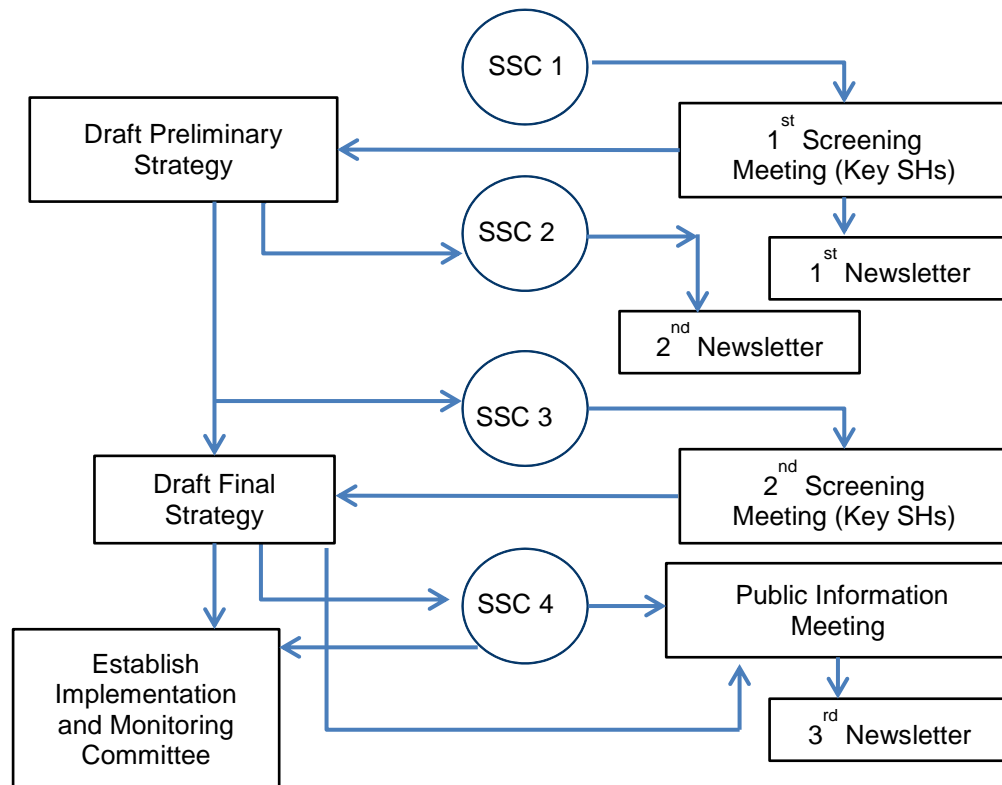 SSC 1
Draft Preliminary
Strategy
1st Screening
Meeting (Key SHs)
SSC 2
1st Newsletter
2nd Newsletter
SSC 3
Draft Final
Strategy
2nd Screening
Meeting (Key SHs)
SSC 4
Public Information
Meeting
Establish
Implementation
and Monitoring
Committee
3rd Newsletter